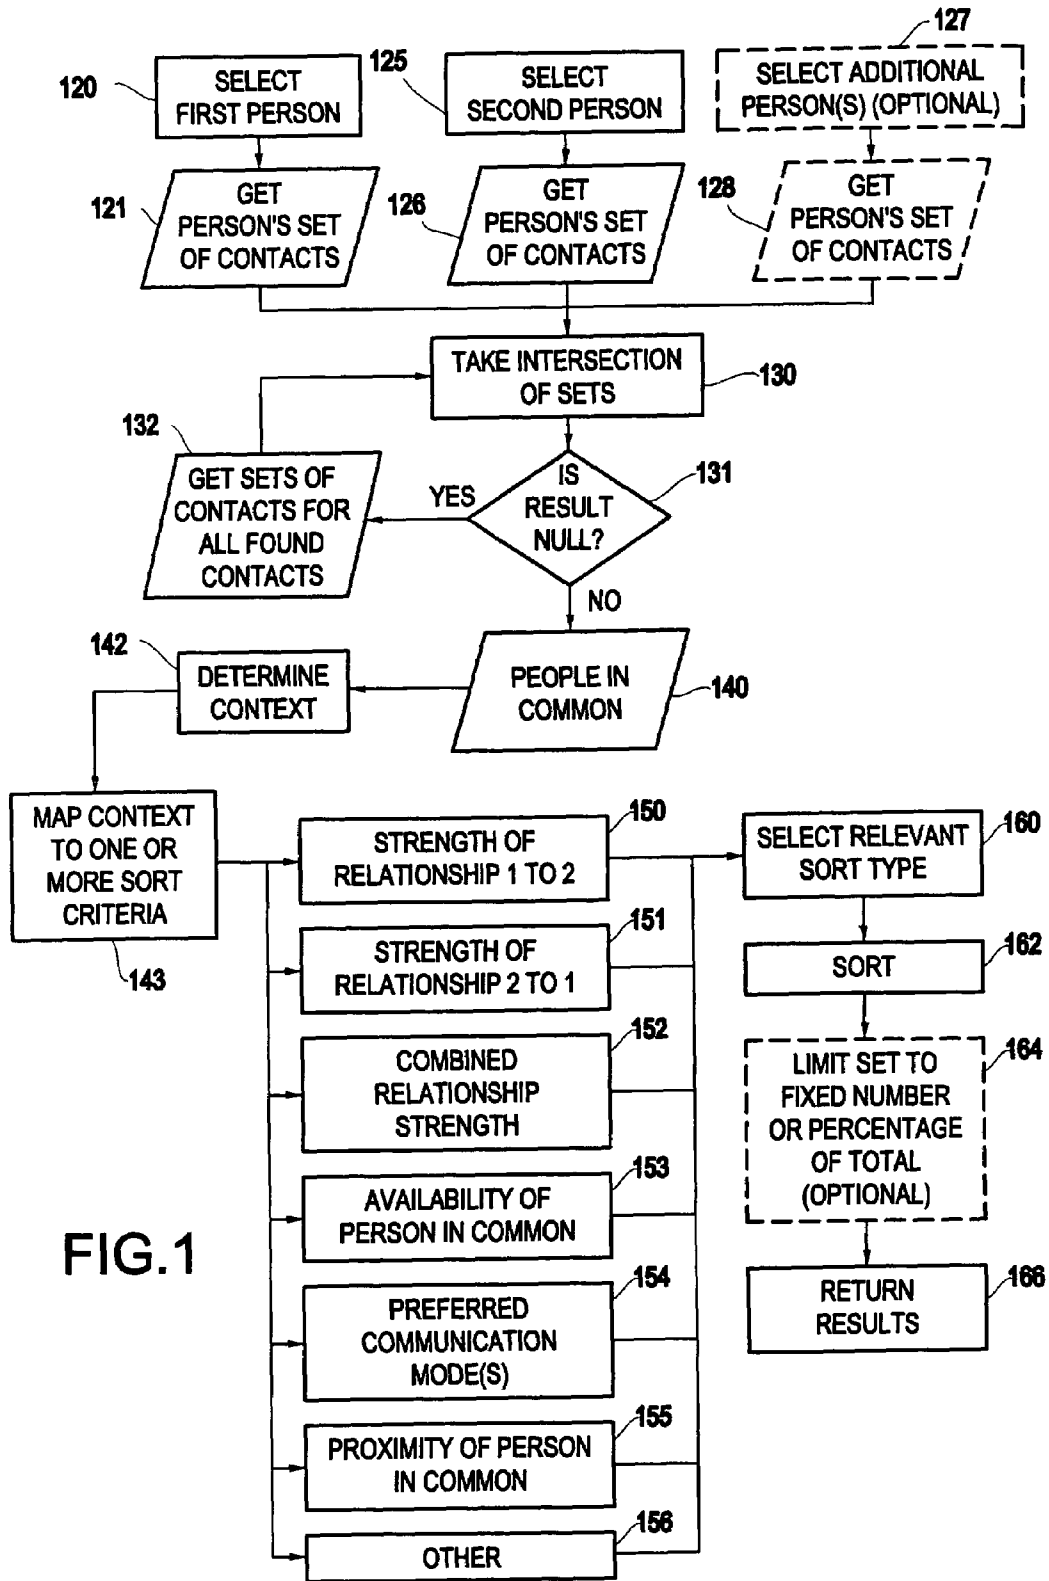 120
SELECT
FIRST PERSON
125
SELECT
SECOND PERSON
127
SELECT ADDITIONAL
PERSON(S) (OPTIONAL)
121
GET
PERSON'S SET
OF CONTACTS
126
GET
PERSON'S SET
OF CONTACTS
128
GET
PERSON'S SET
OF CONTACTS
TAKE INTERSECTION
OF SETS
130
132
GET SETS OF
CONTACTS FOR
ALL FOUND
CONTACTS
YES
IS
RESULT
NULL?
131
NO
142
DETERMINE
CONTEXT
PEOPLE IN
COMMON
140
MAP CONTEXT
TO ONE OR
MORE SORT
CRITERIA
143
150
STRENGTH OF
RELATIONSHIP 1 TO 2
151
STRENGTH OF
RELATIONSHIP 2 TO 1
152
COMBINED
RELATIONSHIP
STRENGTH
153
AVAILABILITY OF
PERSON IN COMMON
154
PREFERRED
COMMUNICATION
MODE(S)
155
PROXIMITY OF PERSON
IN COMMON
156
OTHER
160
SELECT RELEVANT
SORT TYPE
SORT
162
LIMIT SET TO
FIXED NUMBER
OR PERCENTAGE
OF TOTAL
(OPTIONAL)
164
RETURN
RESULTS
166
FIG.1